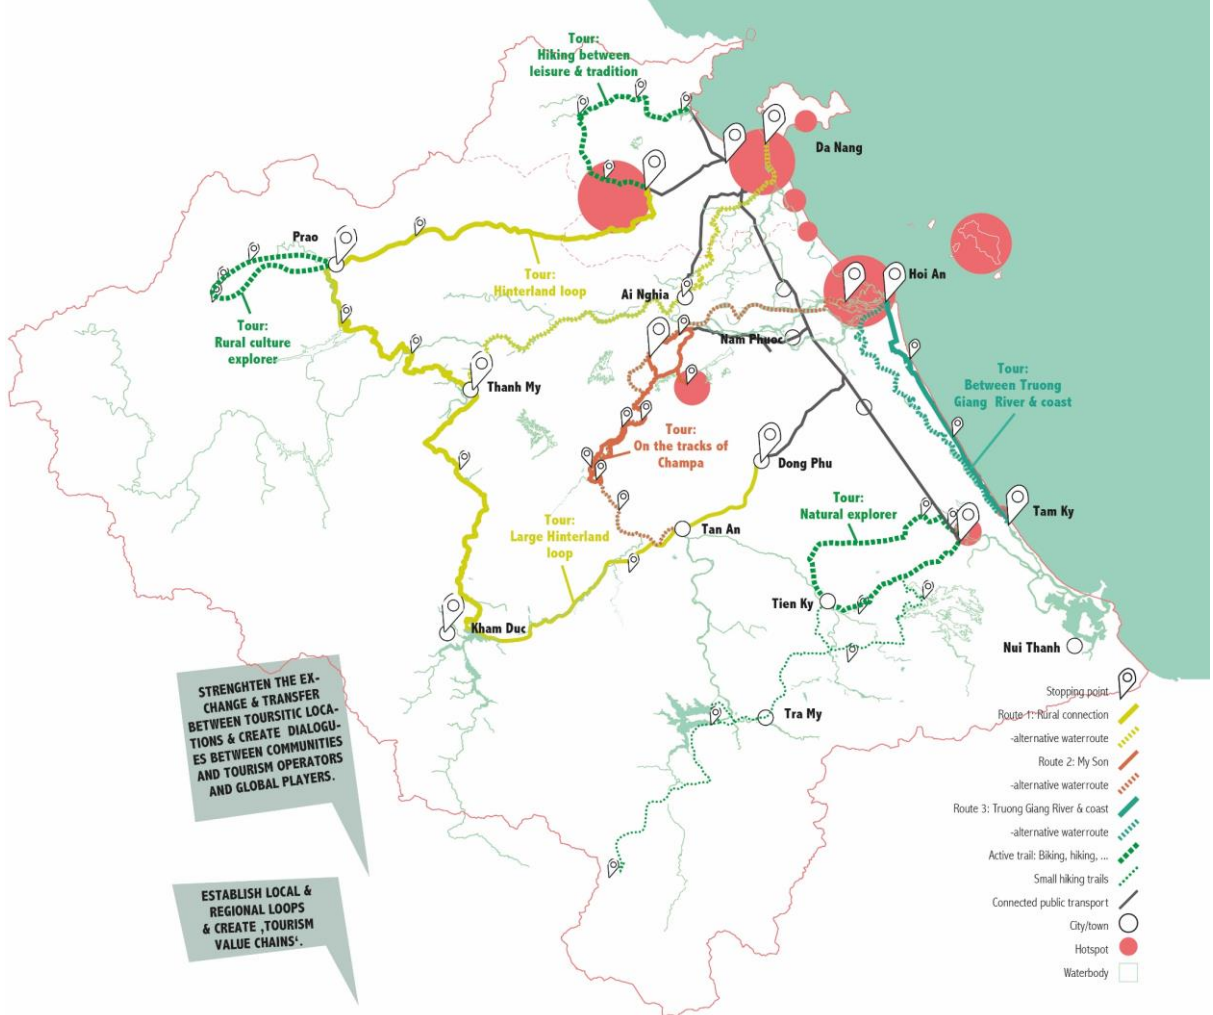 Tour:
Hiking between
leisure & tradition
Da Nang
Prao
Hoi An
Tour:
Hinterland loop
Ai Nghia
Tour:
Rural culture
explorer
Nam Phuoc
Thanh My
Tour:
Between Truong
Giang River & coast
Tour:
On the tracks of
Champa
Dong Phu
Tour:
Natural explorer
Tam Ky
Tour:
Large Hinterland
loop
Tan An
Tien Ky
Kham Duc
Nui Thanh
Tra My
STRENGHTEN THE EX-
CHANGE & TRANSFER
BETWEEN TOURSITIC LOCA-
TIONS & CREATE DIALOGU-
ES BETWEEN COMMUNITIES
AND TOURISM OPERATORS
AND GLOBAL PLAYERS.
ESTABLISH LOCAL &
REGIONAL LOOPS
& CREATE ‚TOURISM
VALUE CHAINS‘.
Stopping point
Route 1: Rural connection
-alternative waterroute
Route 2: My Son
-alternative waterroute
Route 3: Truong Giang River & coast
-alternative waterroute
Active trail: Biking, hiking, ...
Small hiking trails
Connected public transport
City/town
Hotspot
Waterbody